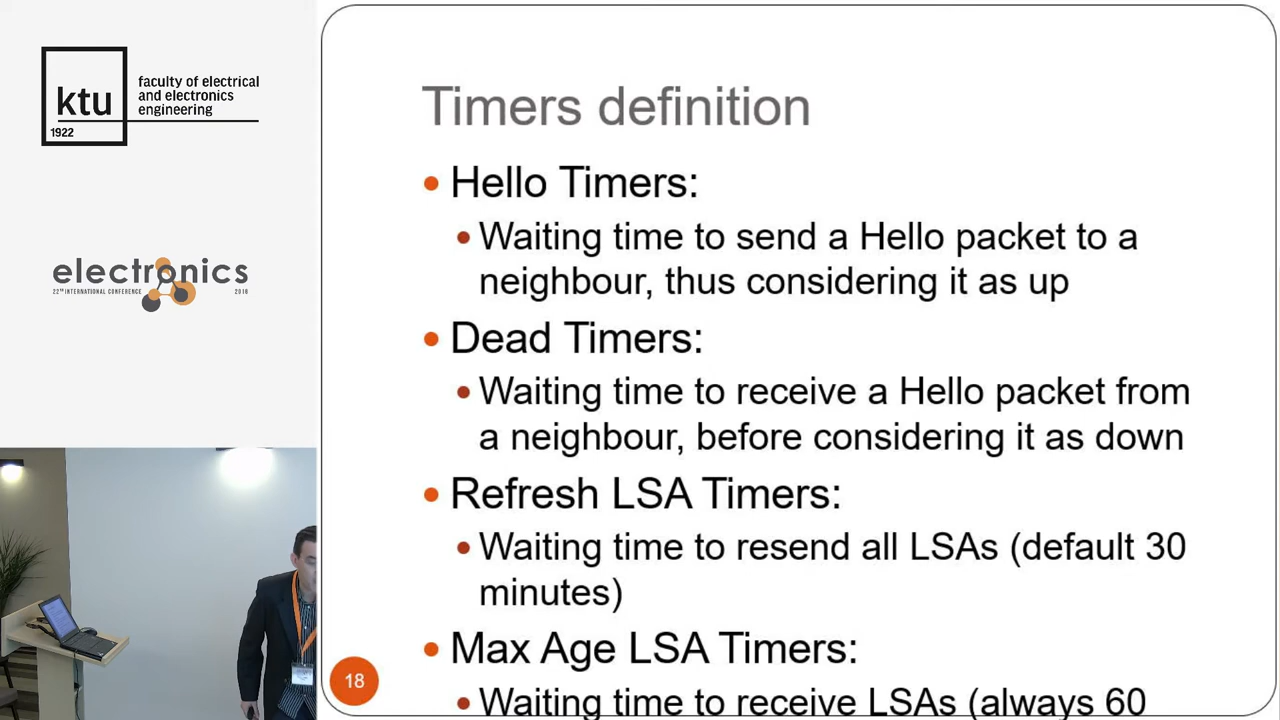 ktu
1922
faculty of electrical
and electronics
engineering
electronics
22ND INTERNATIONAL CONFERENCE 2018
Timers definition
Hello Timers:
Waiting time to send a Hello packet to a
neighbour, thus considering it as up
Dead Timers:
Waiting time to receive a Hello packet from
a neighbour, before considering it as down
Refresh LSA Timers:
Waiting time to resend all LSAs (default 30
minutes)
Max Age LSA Timers:
Waiting time to receive LSAs (always 60
18